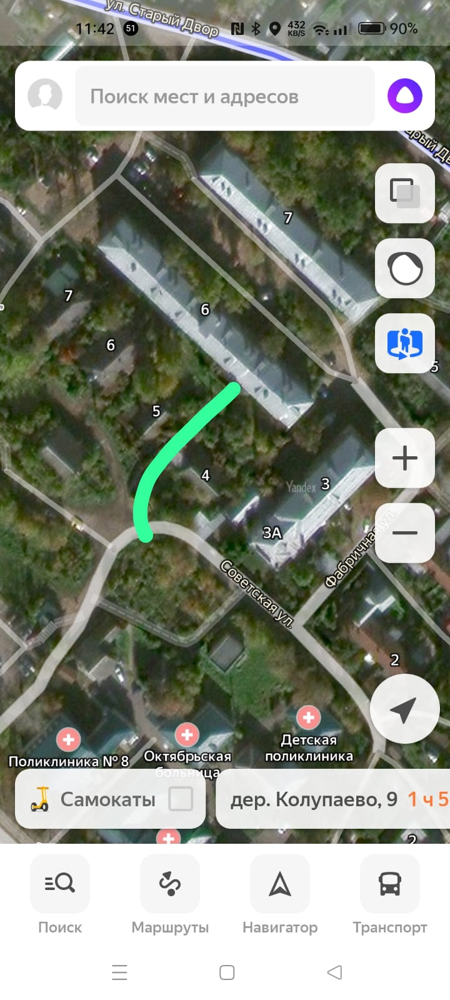 ул. Старый Двор
11:42 51 432 KB/S 90%
Поиск мест и адресов
7
6
7
6
5
5
4
Yandex
3
3А
Советская ул.
Фабричная ул.
2
Детская
поликлиника
Октябрьская
больница
Поликлиника № 8
Самокаты
дер. Колупаево, 9 1 ч 5
2
Поиск
Маршруты
Навигатор
Транспорт